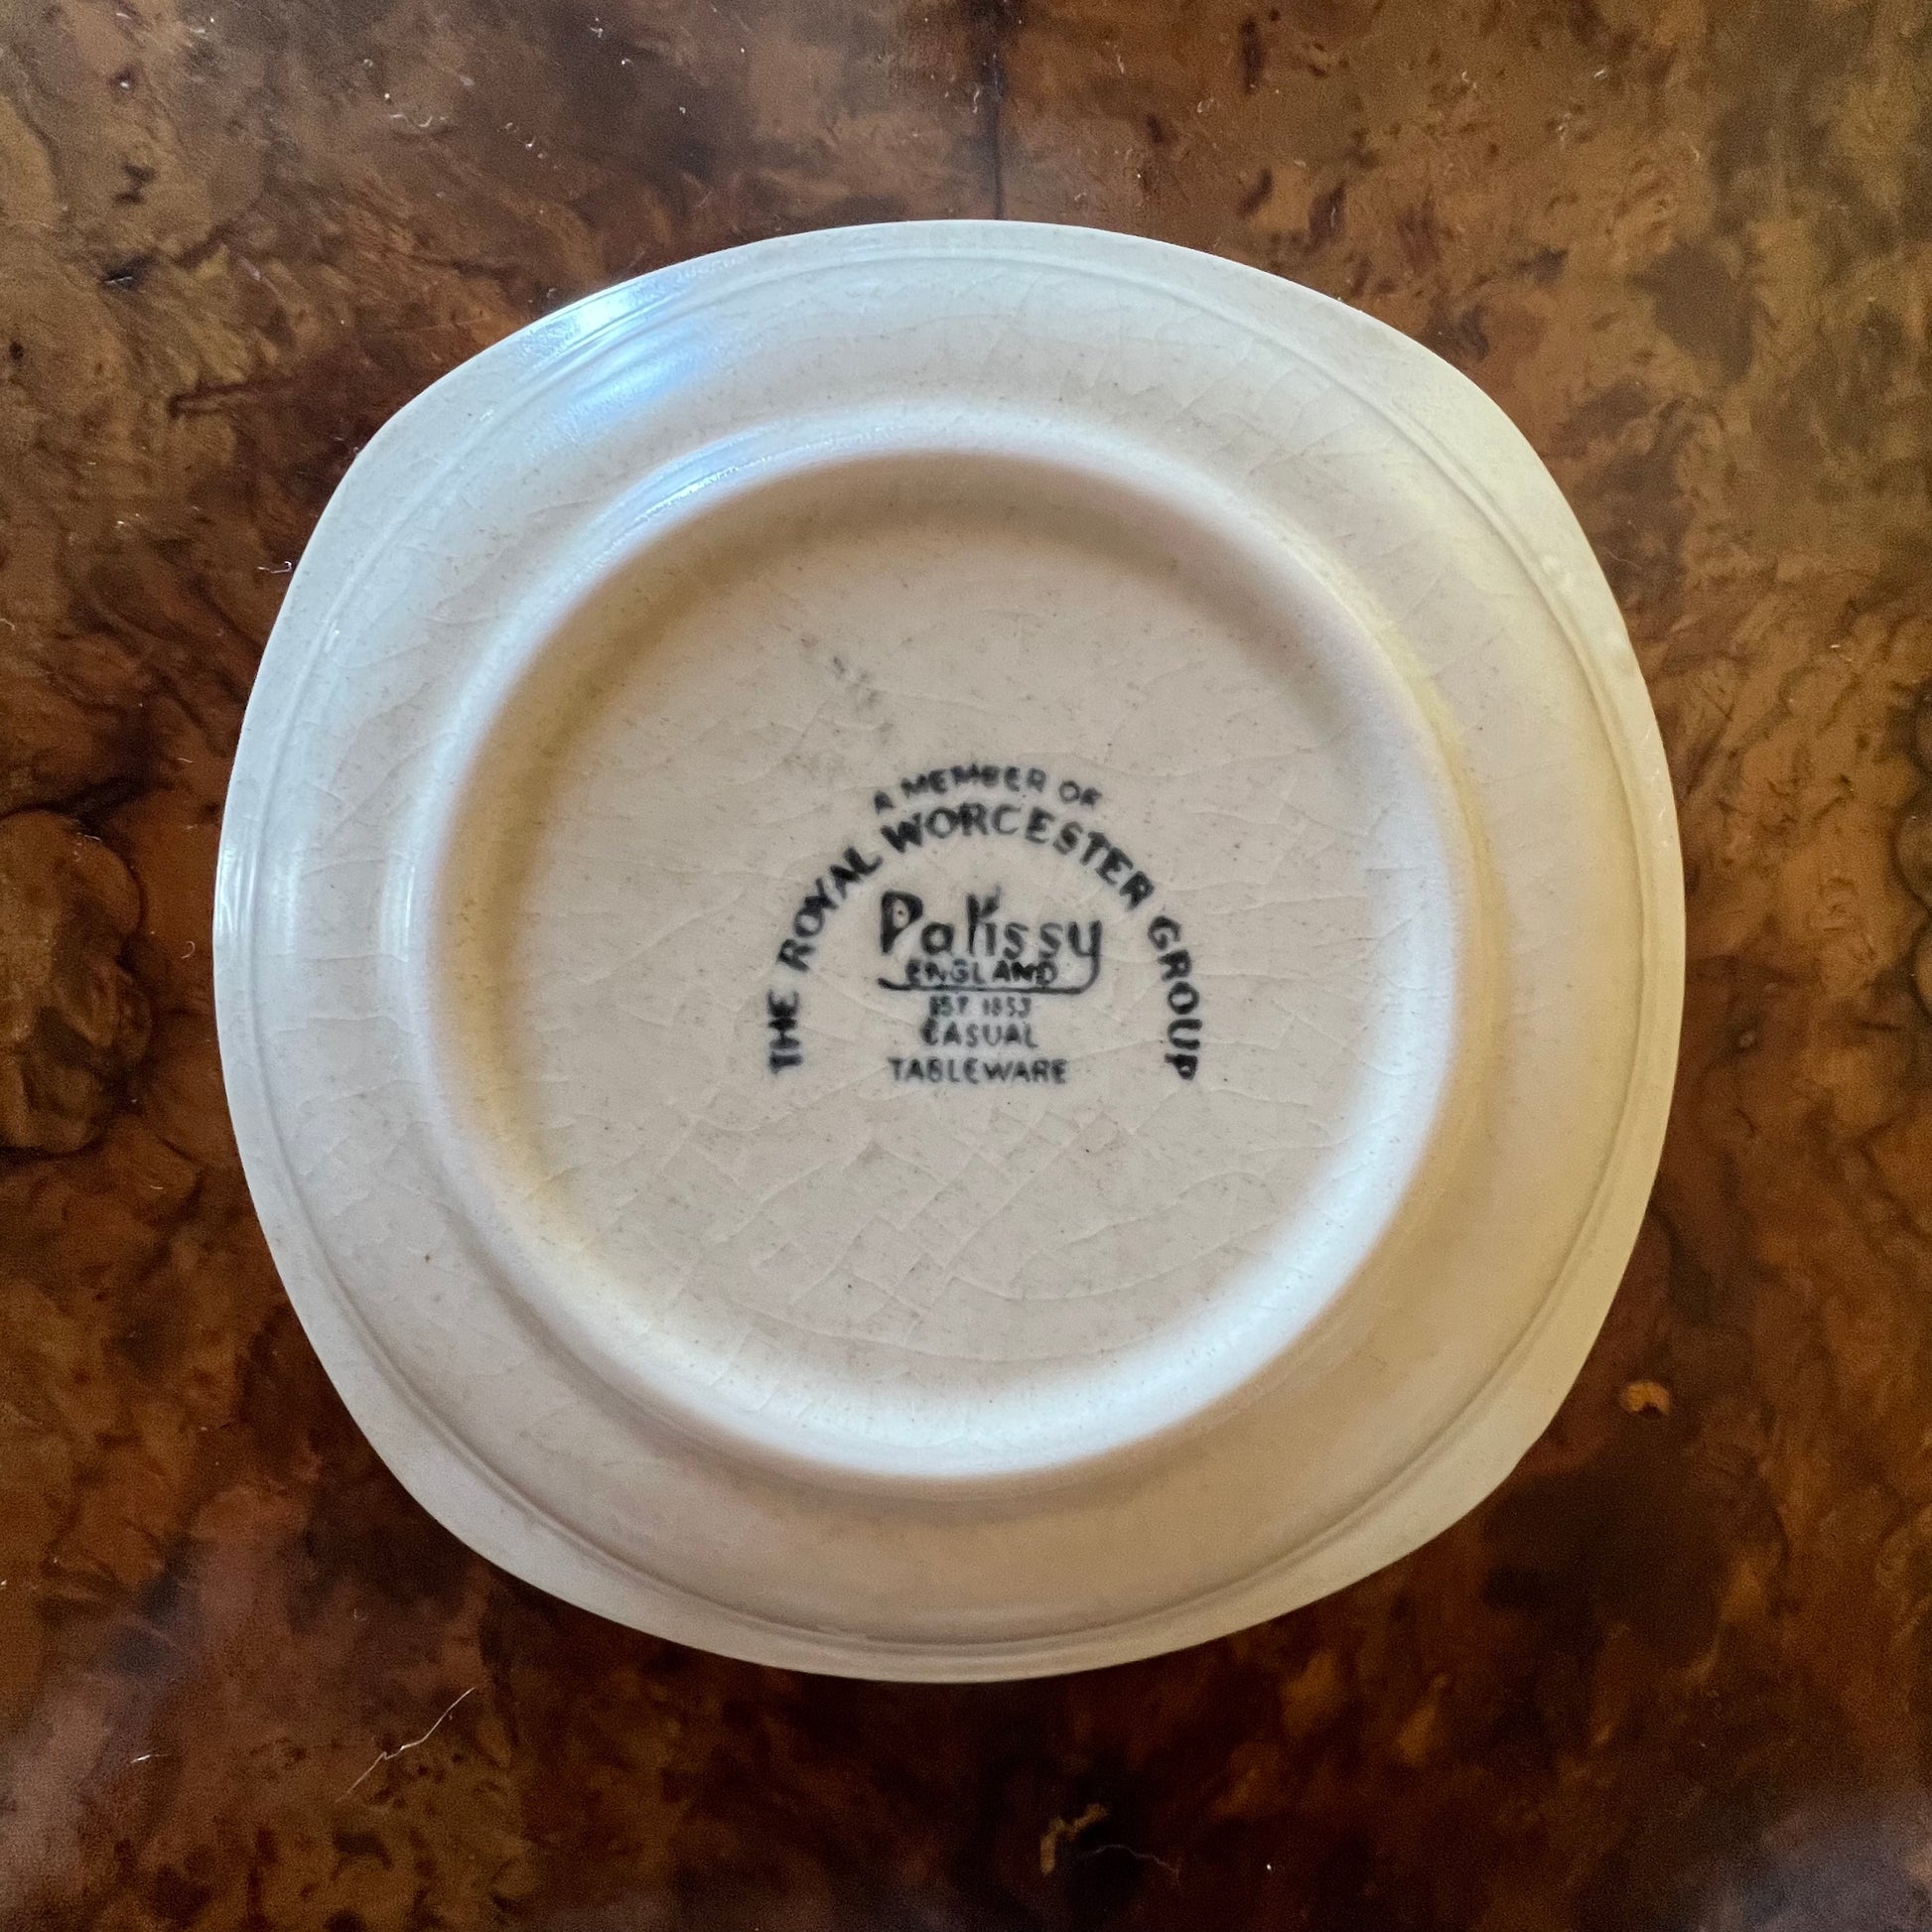 A MEMBER OF
THE ROYAL WORCESTER GROUP
Palissy
ENGLAND
EST. 1853
CASUAL
TABLEWARE